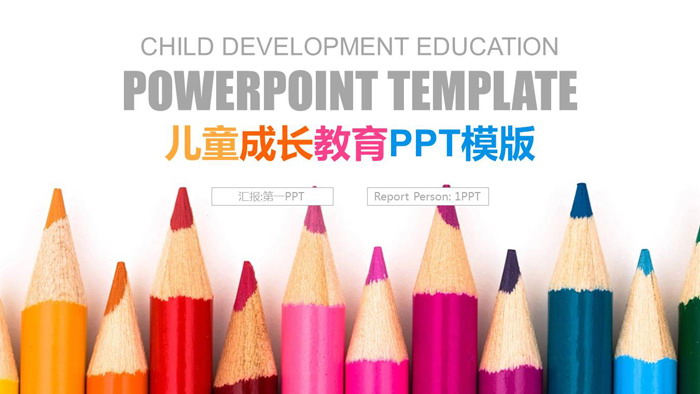 CHILD DEVELOPMENT EDUCATION
POWERPOINT TEMPLATE
儿童成长教育PPT模版
汇报:第一PPT
Report Person: 1PPT